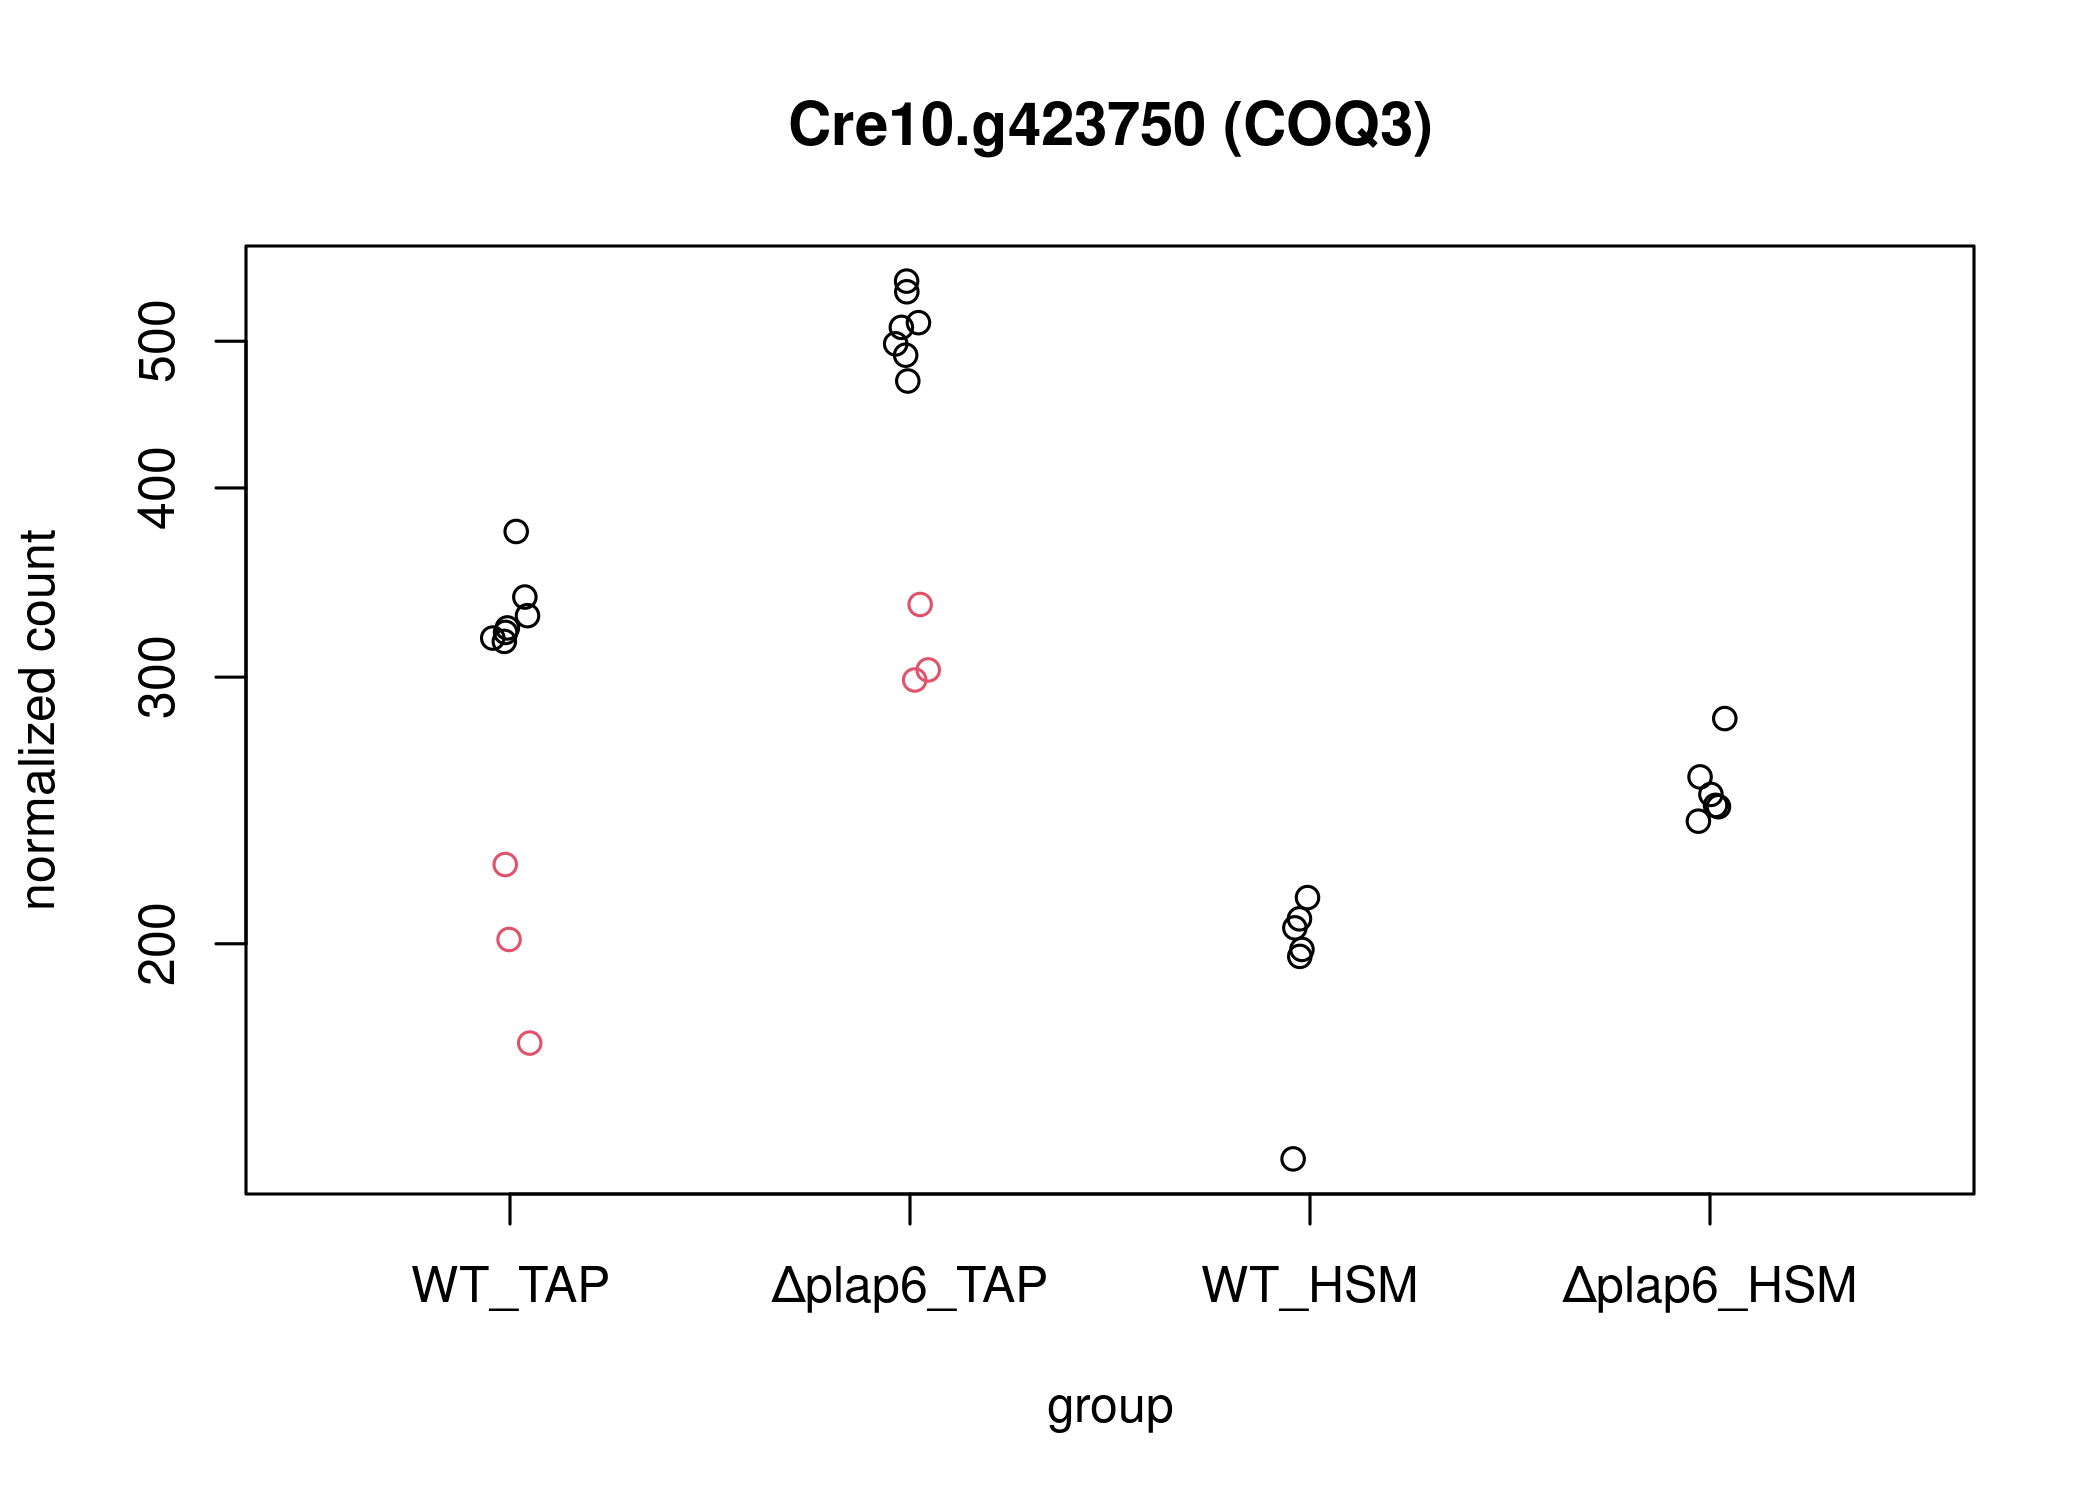 Cre10.g423750 (COQ3)
normalized count
500
400
300
200
WT_TAP
Δplap6_TAP
WT_HSM
Δplap6_HSM
group